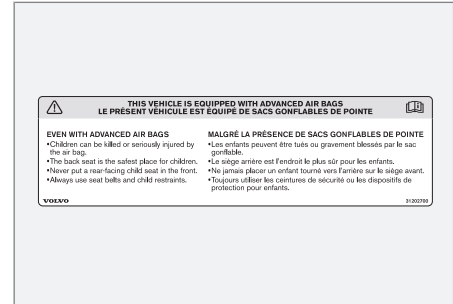 THIS VEHICLE IS EQUIPPED WITH ADVANCED AIR BAGS
LE PRÉSENT VÉHICULE EST ÉQUIPÉ DE SACS GONFLABLES DE POINTE
EVEN WITH ADVANCED AIR BAGS
•Children can be killed or seriously injured by
the air bag.
•The back seat is the safest place for children.
•Never put a rear-facing child seat in the front.
•Always use seat belts and child restraints.
MALGRÉ LA PRÉSENCE DE SACS GONFLABLES DE POINTE
•Les enfants peuvent être tués ou gravement blessés par le sac
gonflable.
•Le siège arrière est l'endroit le plus sûr pour les enfants.
•Ne jamais placer un enfant tourné vers l'arrière sur le siège avant.
•Toujours utiliser les ceintures de sécurité ou les dispositifs de
protection pour enfants.
VOLVO
31202700